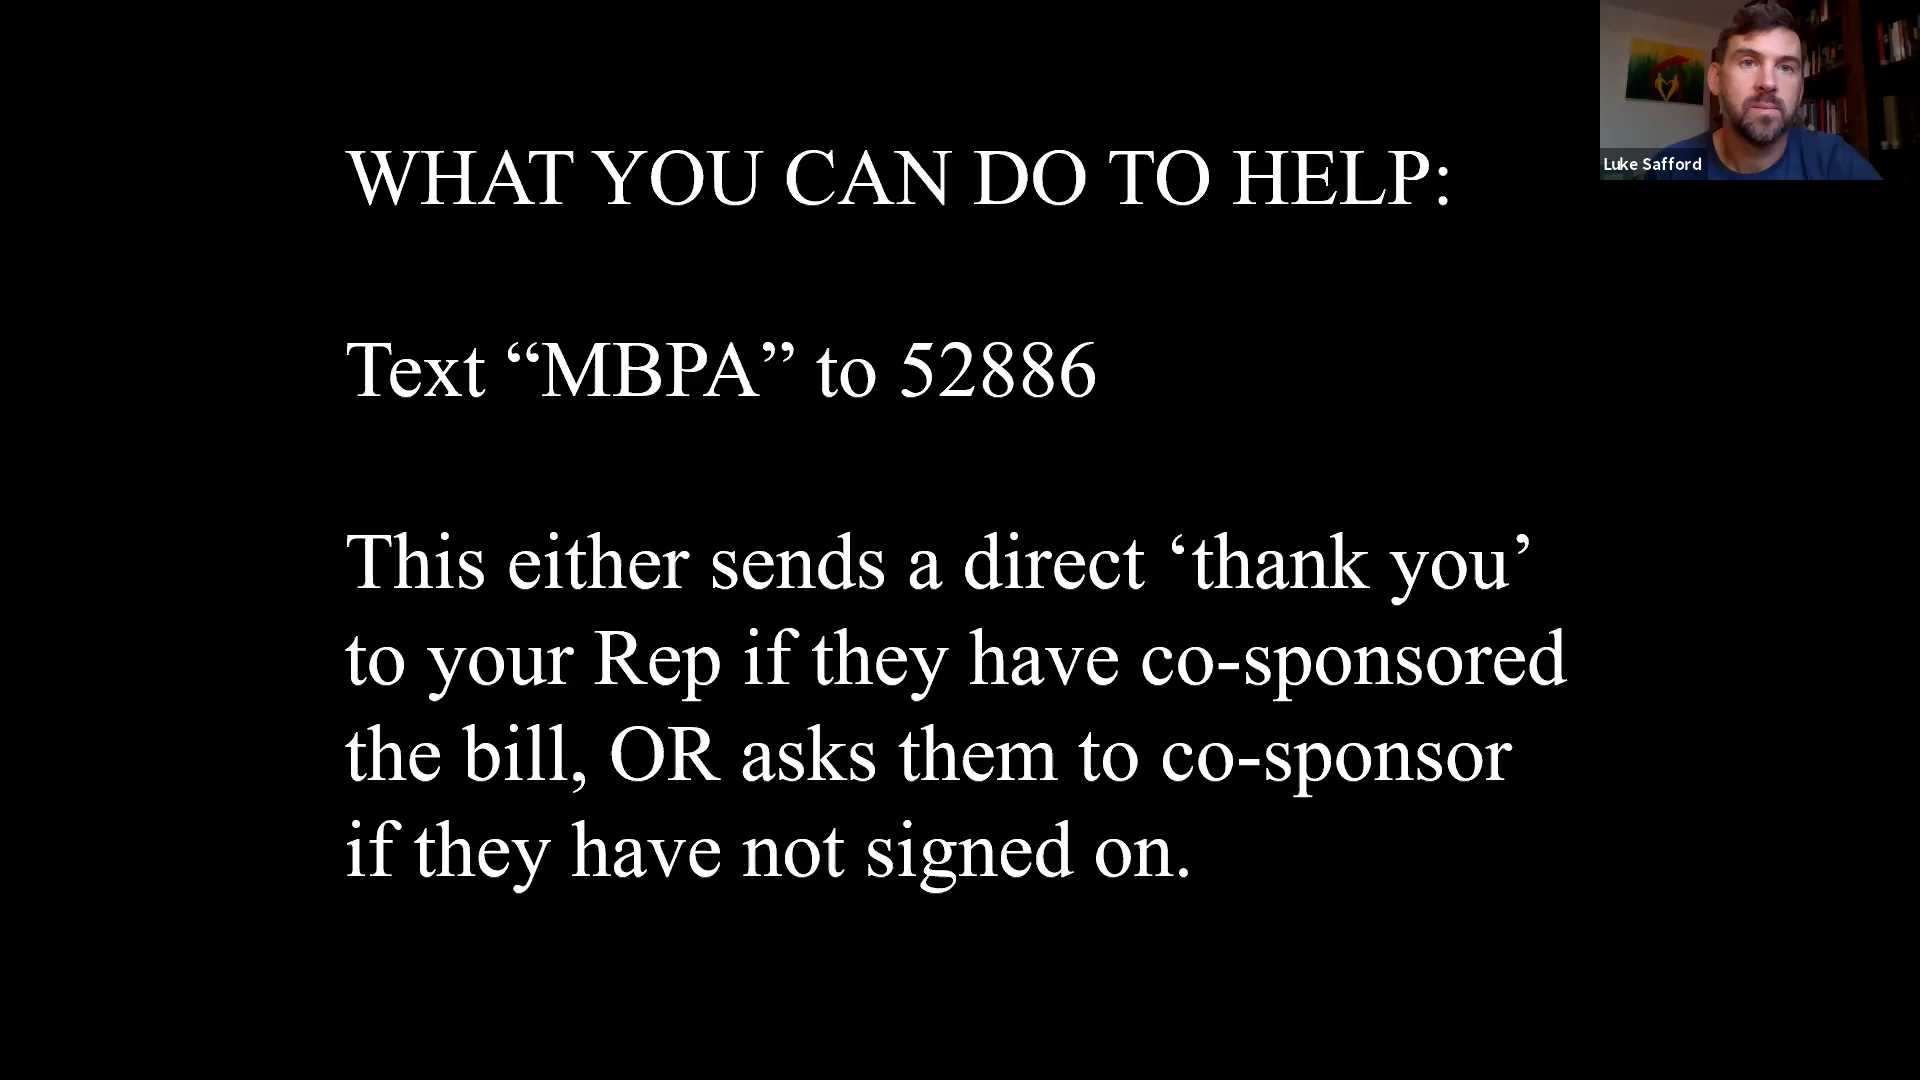 WHAT YOU CAN DO TO HELP:
Text “MBPA” to 52886
This either sends a direct ‘thank you’
to your Rep if they have co-sponsored
the bill, OR asks them to co-sponsor
if they have not signed on.
Luke Safford